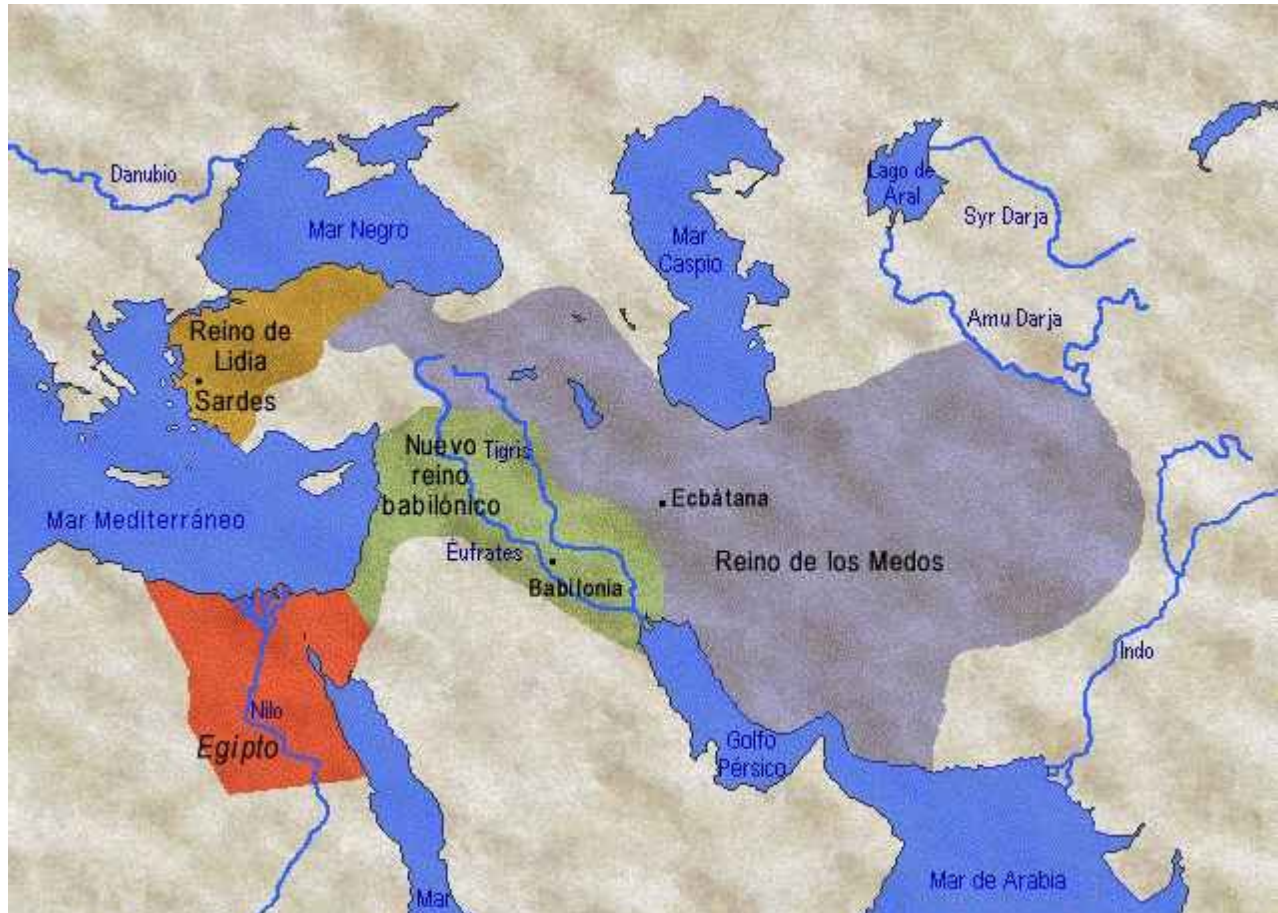 Danubio
Mar Negro
Mar
Caspio
Lago de
Aral
Syr Darja
Amu Darja
Reino de
Lidia
Sardes
Nuevo
reino
babilónico
Tigris
Ecbátana
Mar Mediterráneo
Éufrates
Babilonia
Reino de los Medos
Indo
Nilo
Egipto
Golfo
Pérsico
Mar
Mar de Arabia